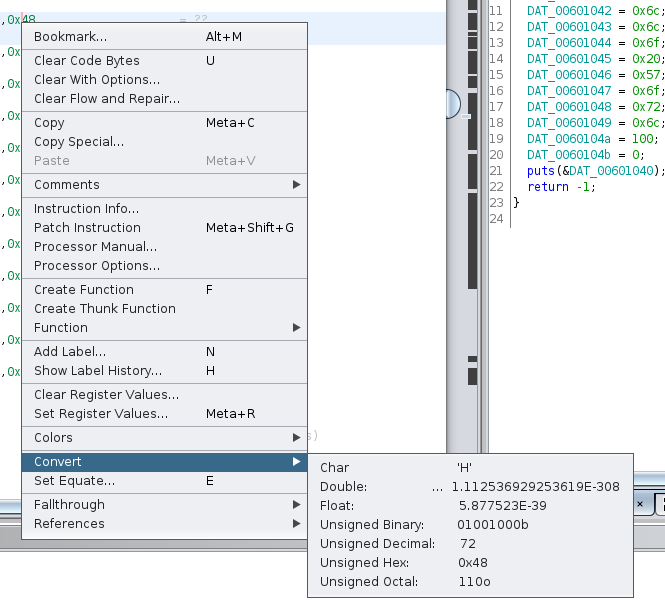 ,0x48 = ??
,0x
,0x
,0x
,0x
,0x
,0x
,0x
,0x
,0x
,0x
,0x
Bookmark... Alt+M
Clear Code Bytes U
Clear With Options...
Clear Flow and Repair...
Copy Meta+C
Copy Special...
Paste Meta+V
Comments
Instruction Info...
Patch Instruction Meta+Shift+G
Processor Manual...
Processor Options...
Create Function F
Create Thunk Function
Function
Add Label... N
Show Label History... H
Clear Register Values...
Set Register Values... Meta+R
Colors
s)
Convert
Set Equate... E
Fallthrough
References
Char 'H'
Double: ... 1.112536929253619E-308
Float: 5.877523E-39
Unsigned Binary: 01001000b
Unsigned Decimal: 72
Unsigned Hex: 0x48
Unsigned Octal: 110o
11 DAT_00601042 = 0x6c;
12 DAT_00601043 = 0x6c;
13 DAT_00601044 = 0x6f;
14 DAT_00601045 = 0x20;
15 DAT_00601046 = 0x57;
16 DAT_00601047 = 0x6f;
17 DAT_00601048 = 0x72;
18 DAT_00601049 = 0x6c;
19 DAT_0060104a = 100;
20 DAT_0060104b = 0;
21 puts(&DAT_00601040);
22 return -1;
23 }
24